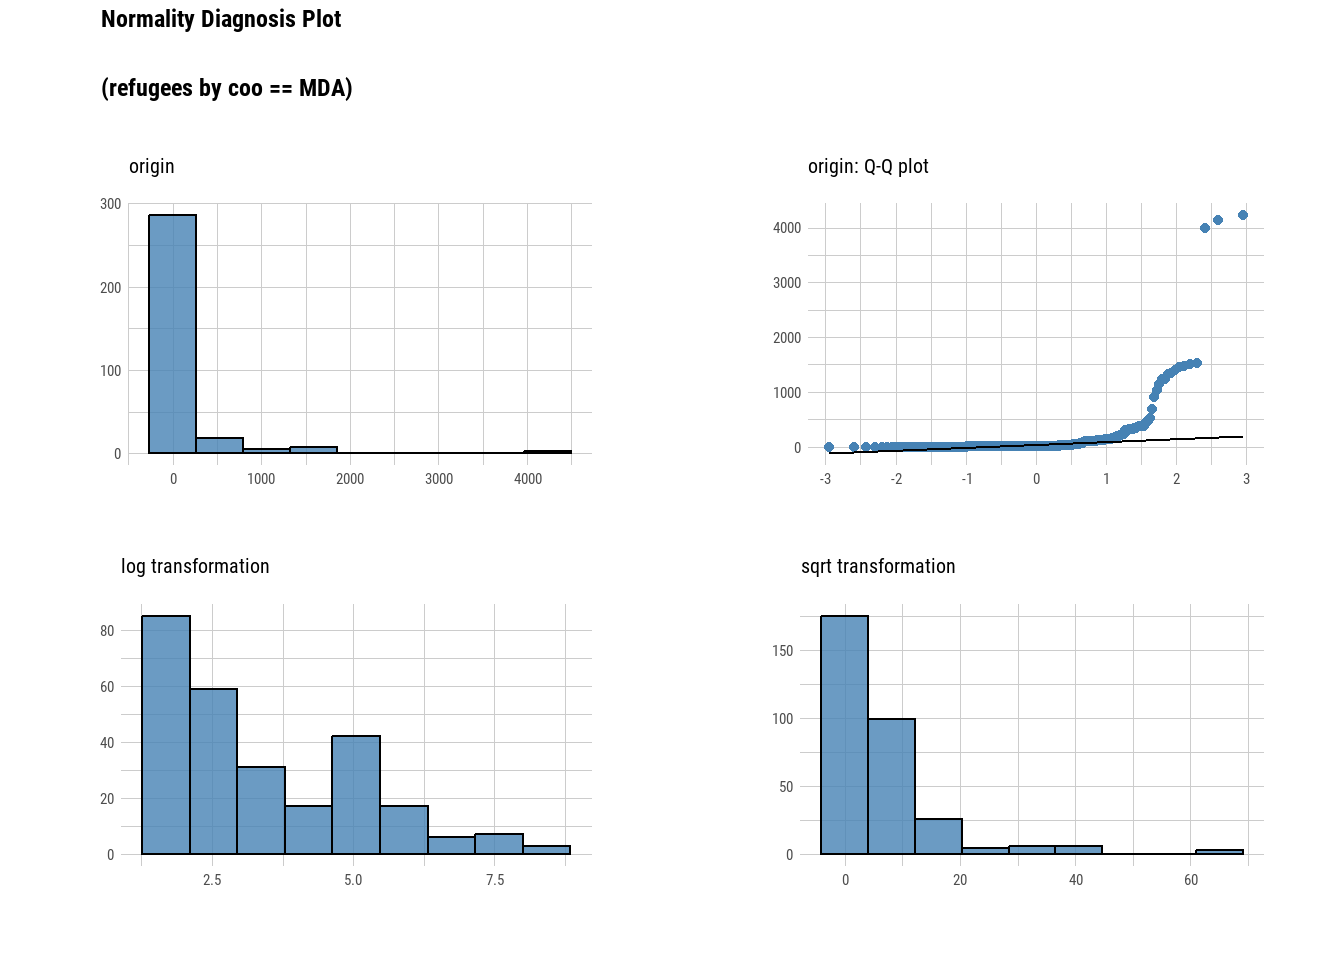 Normality Diagnosis Plot
(refugees by coo == MDA)
origin
300
200
100
0
0 1000 2000 3000 4000
origin: Q-Q plot
4000
3000
2000
1000
0
-3 -2 -1 0 1 2 3
log transformation
80
60
40
20
0
2.5 5.0 7.5
sqrt transformation
150
100
50
0
0 20 40 60